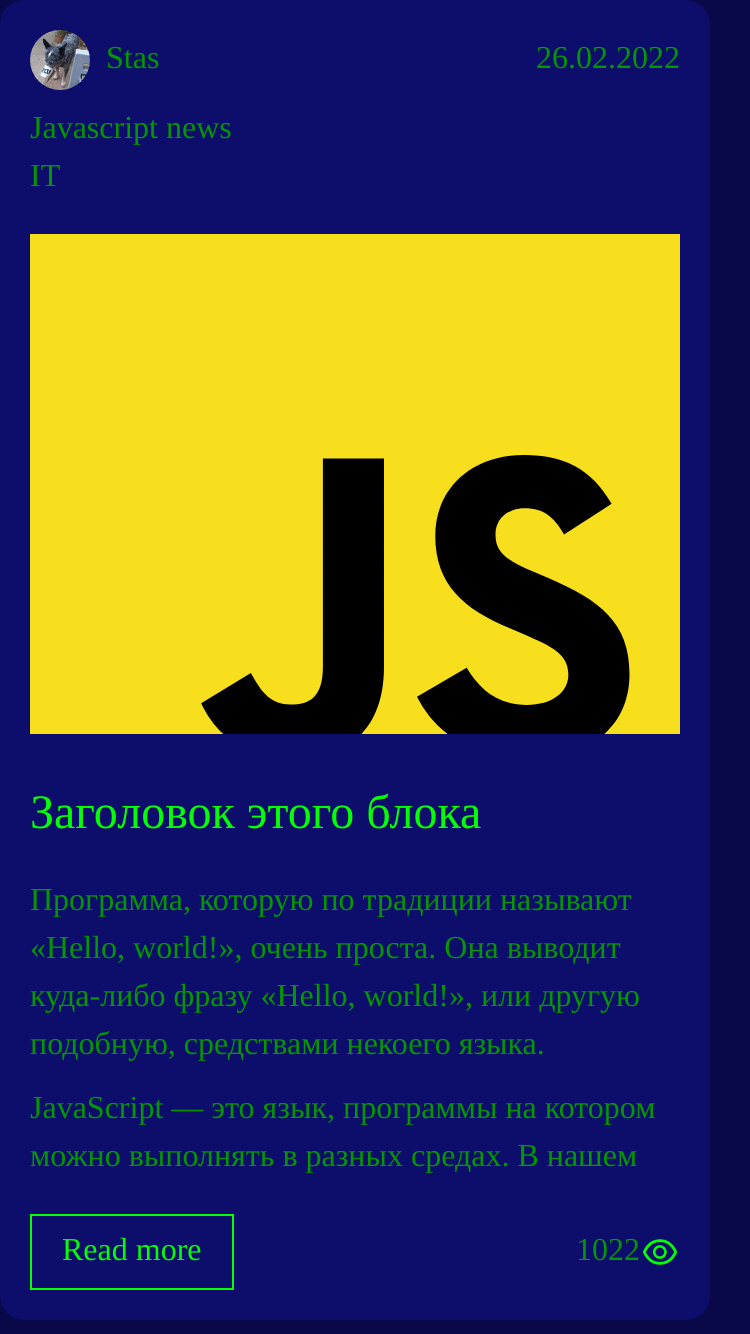 Stas 26.02.2022
Javascript news
IT
JS
Заголовок этого блока
Программа, которую по традиции называют
«Hello, world!», очень проста. Она выводит
куда-либо фразу «Hello, world!», или другую
подобную, средствами некоего языка.
JavaScript — это язык, программы на котором
можно выполнять в разных средах. В нашем
Read more 1022